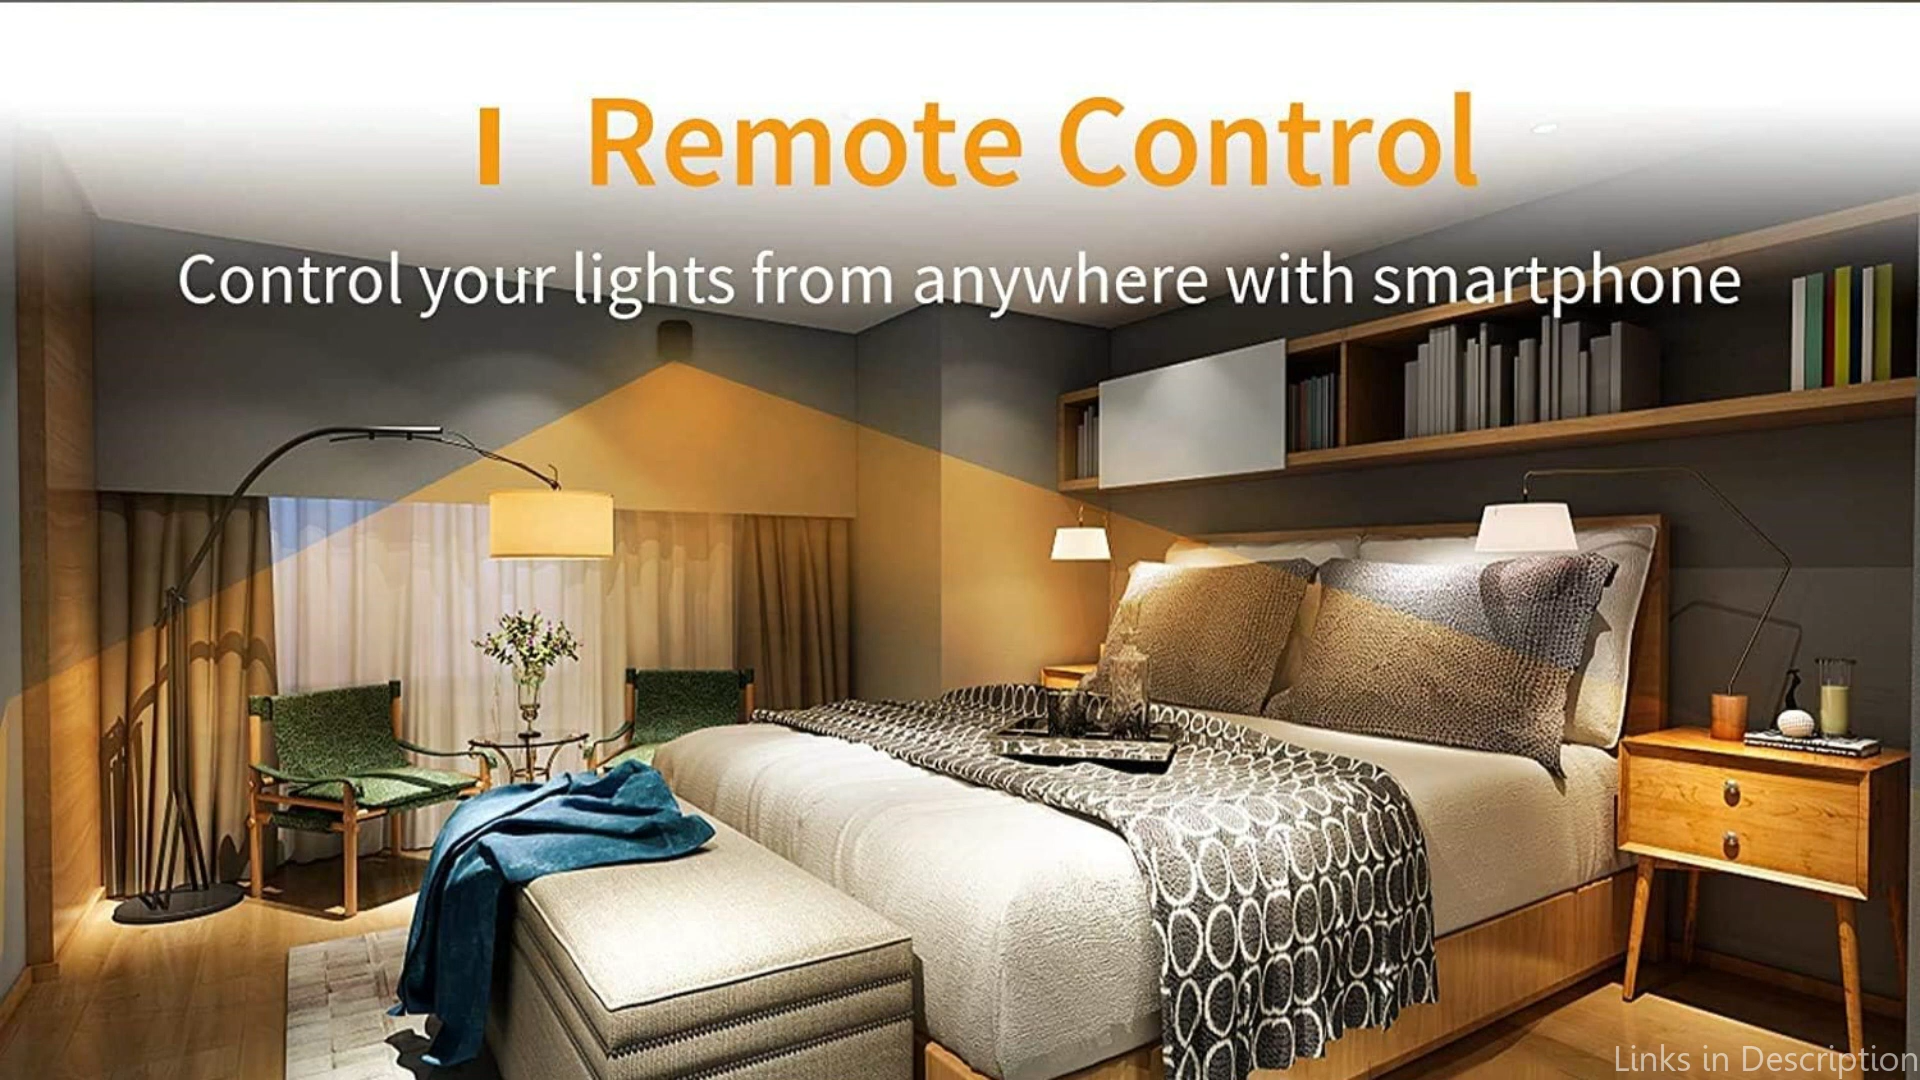 Remote Control
Control your lights from anywhere with smartphone
Links in Description